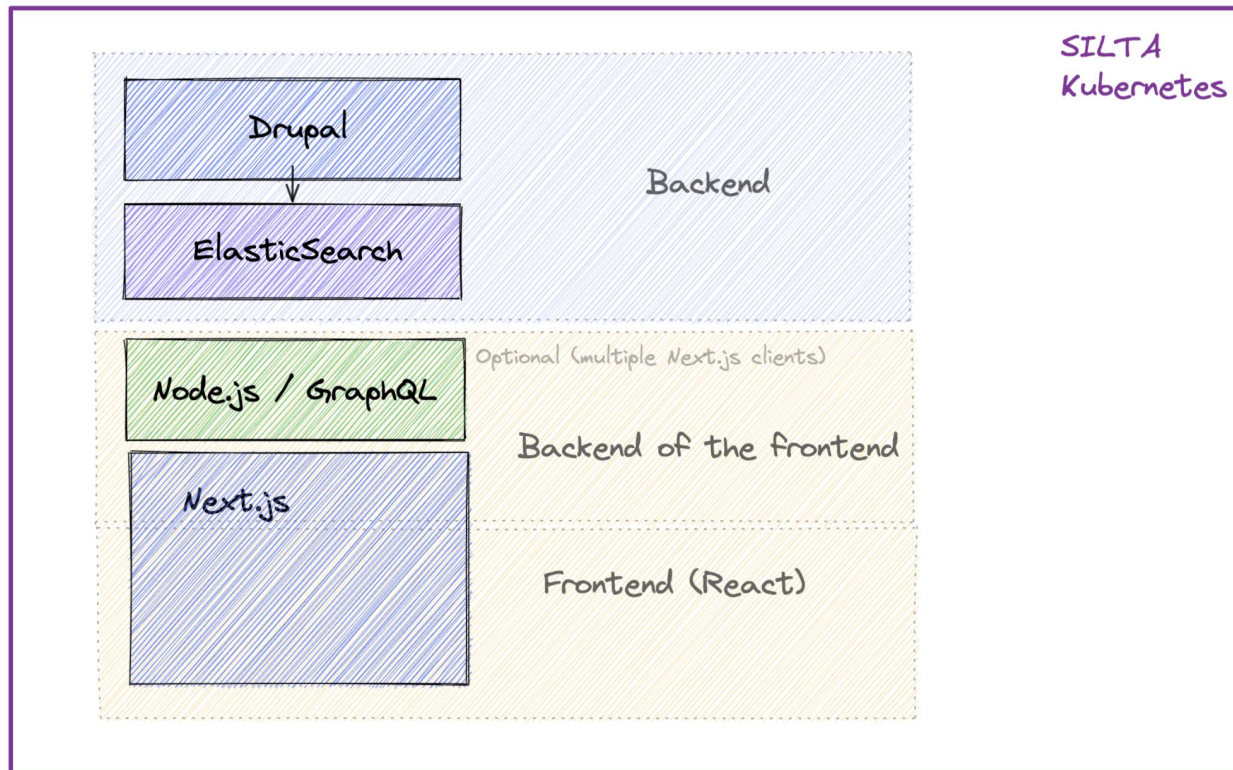 SILTA
Kubernetes
Drupal
Backend
ElasticSearch
Optional (multiple Next.js clients)
Node.js / GraphQL
Backend of the frontend
Next.js
Frontend (React)